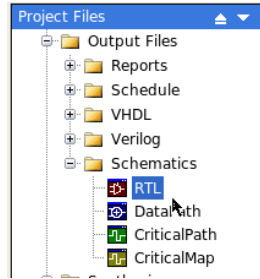 Project Files
Output Files
Reports
Schedule
VHDL
Verilog
Schematics
RTL
DataPath
CriticalPath
CriticalMap